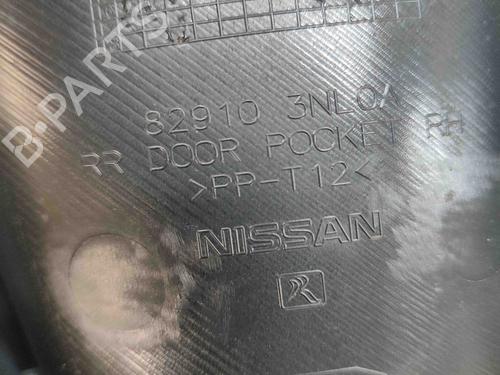 82910 3NL0A
RR DOOR POCKET RH
>PP-T12<
NISSAN
B-PARTS